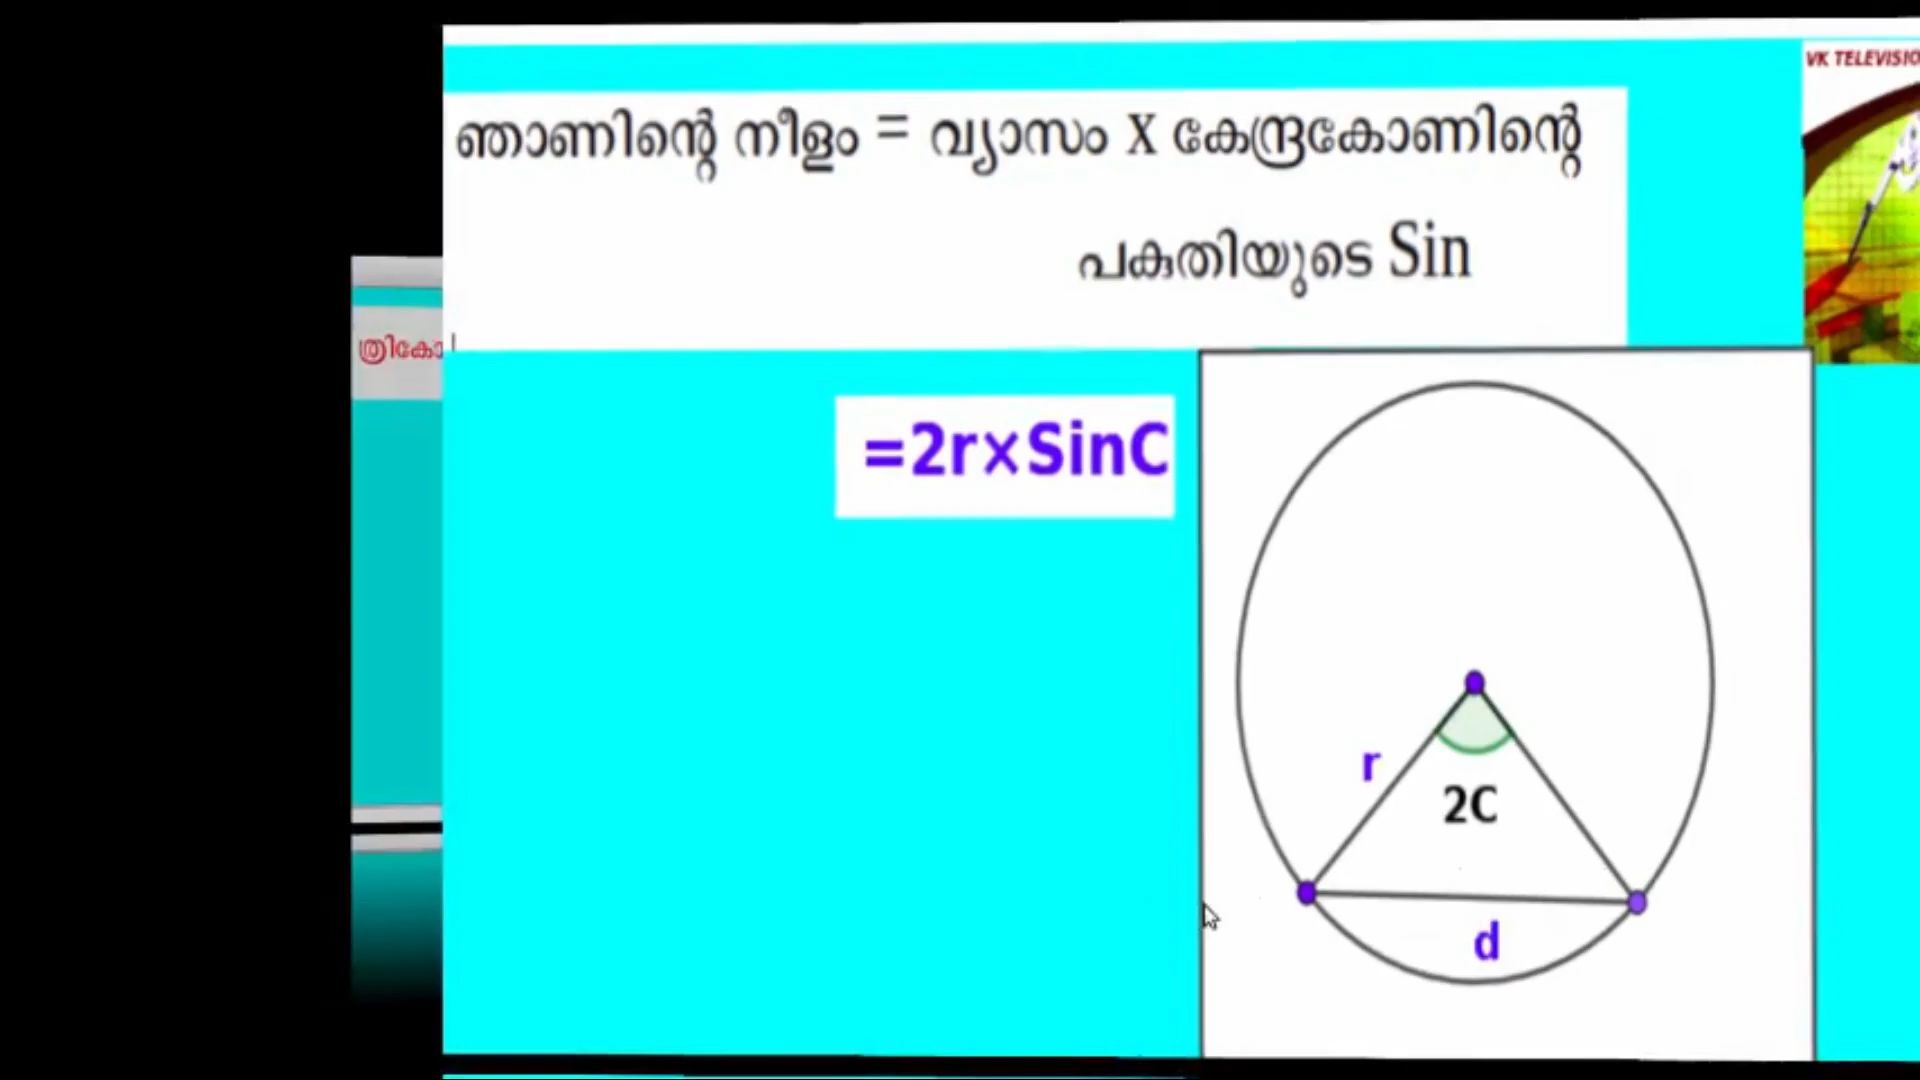 VK TELEVISIO
ഞാണിന്റെ നീളം = വ്യാസം X കേന്ദ്രകോണിന്റെ
പകുതിയുടെ Sin
ത്രികോ
=2r×SinC
r
2C
d